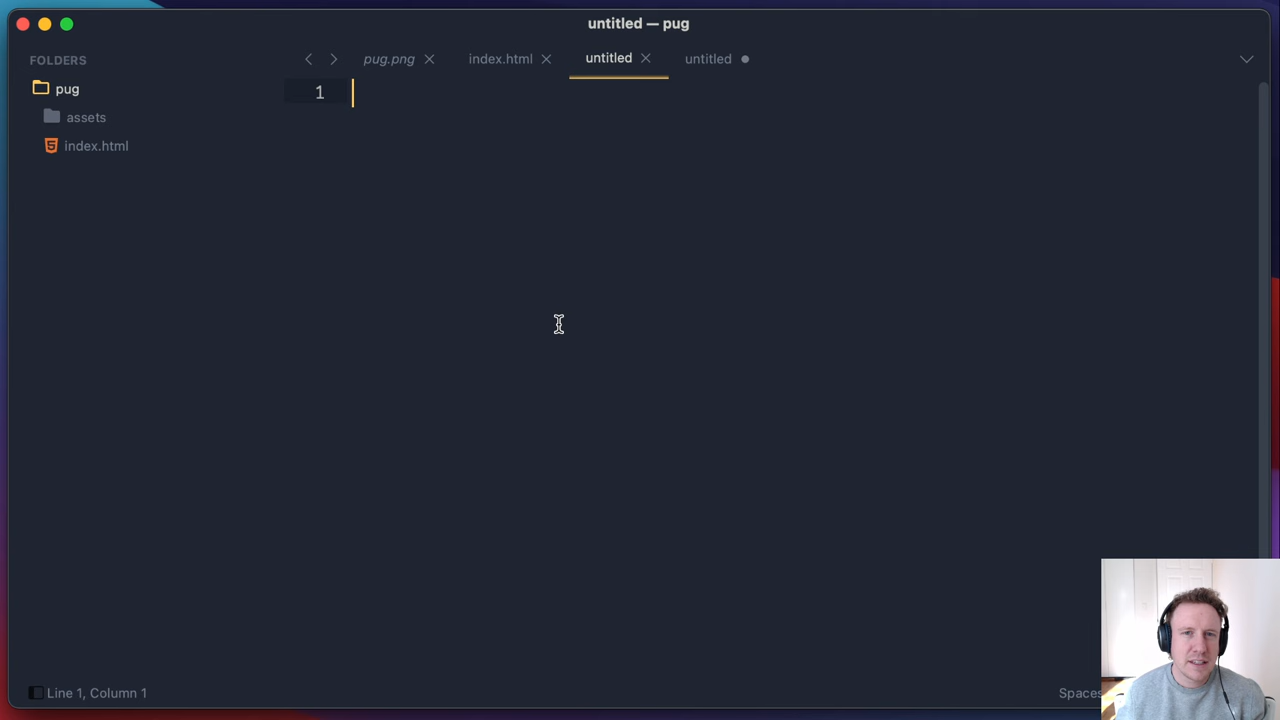 untitled — pug
FOLDERS
pug
assets
index.html
pug.png
index.html
untitled
untitled
1
Line 1, Column 1
Spaces